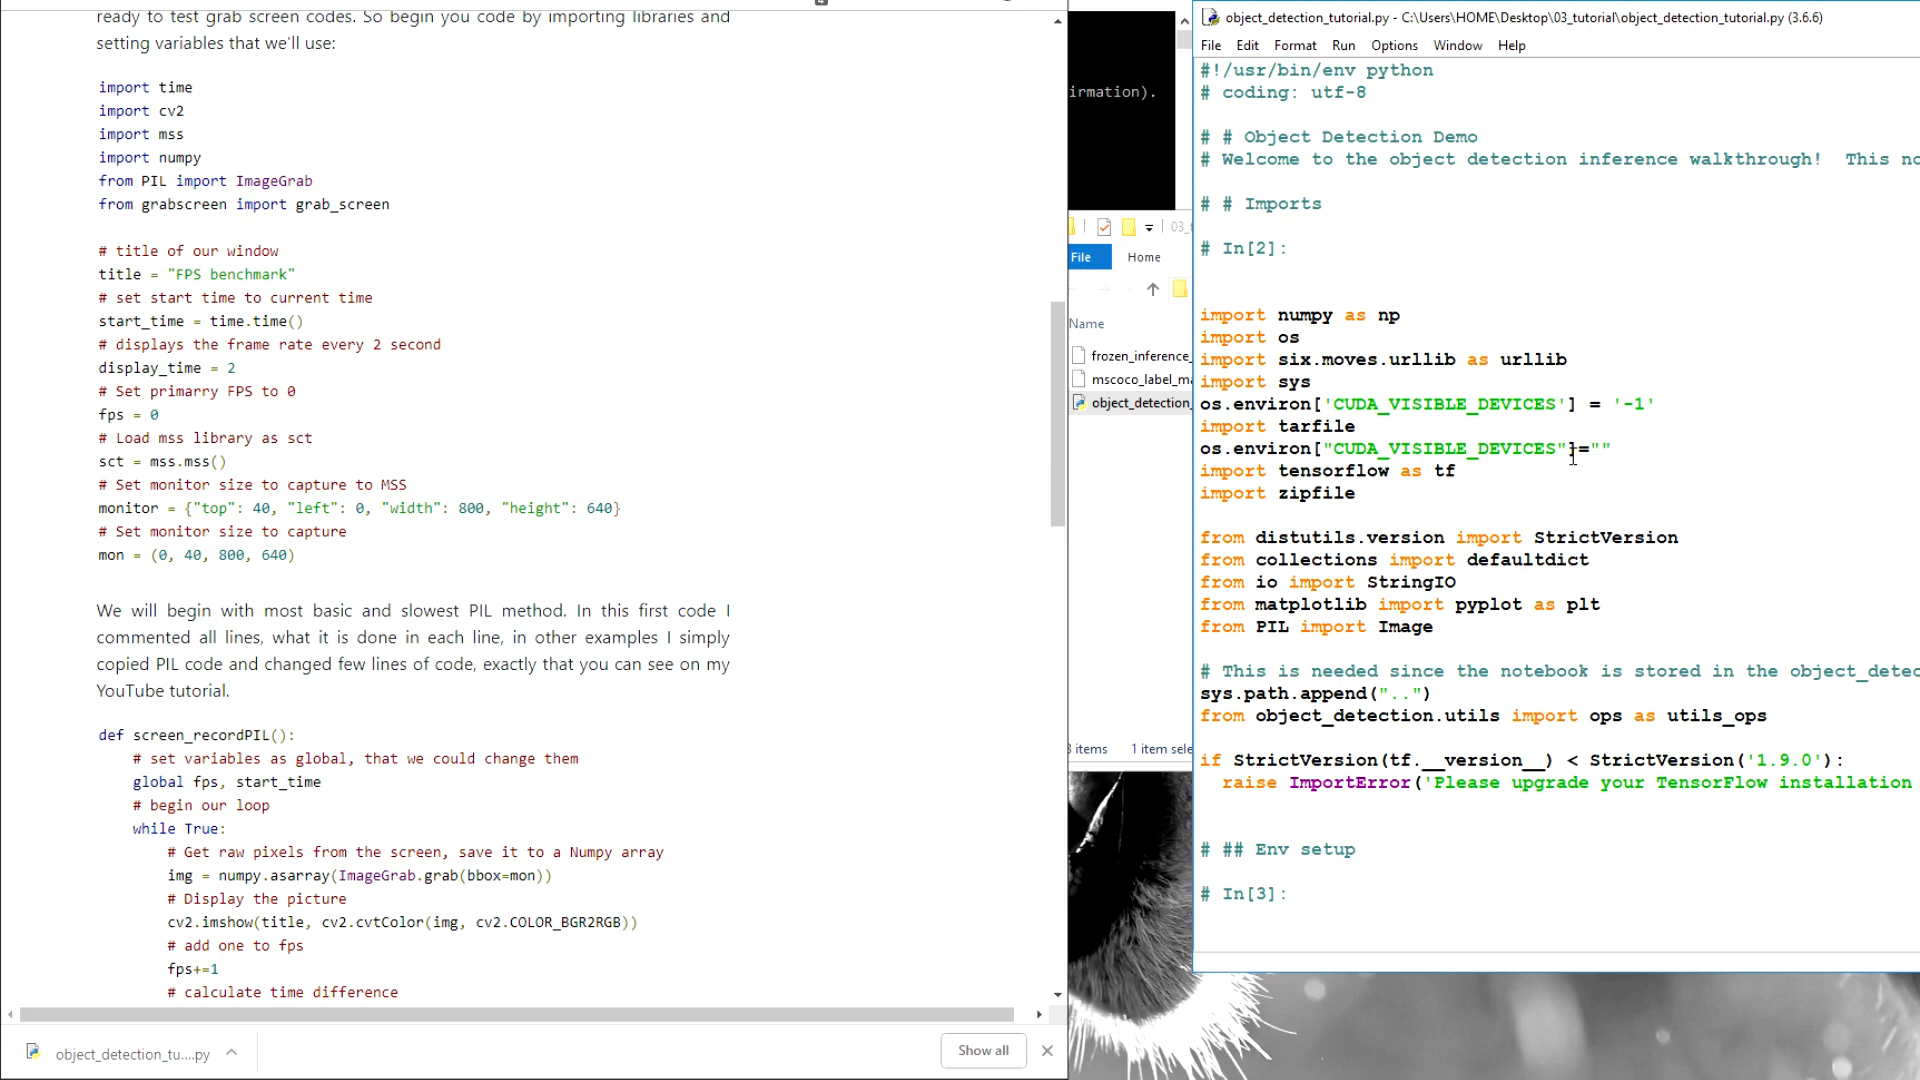 ready to test grab screen codes. So begin you code by importing libraries and
setting variables that we'll use:
import time
import cv2
import mss
import numpy
from PIL import ImageGrab
from grabscreen import grab_screen
# title of our window
title = "FPS benchmark"
# set start time to current time
start_time = time.time()
# displays the frame rate every 2 second
display_time = 2
# Set primarry FPS to 0
fps = 0
# Load mss library as sct
sct = mss.mss()
# Set monitor size to capture to MSS
monitor = {"top": 40, "left": 0, "width": 800, "height": 640}
# Set monitor size to capture
mon = (0, 40, 800, 640)
We will begin with most basic and slowest PIL method. In this first code I
commented all lines, what it is done in each line, in other examples I simply
copied PIL code and changed few lines of code, exactly that you can see on my
YouTube tutorial.
def screen_recordPIL():
# set variables as global, that we could change them
global fps, start_time
# begin our loop
while True:
# Get raw pixels from the screen, save it to a Numpy array
img = numpy.asarray(ImageGrab.grab(bbox=mon))
# Display the picture
cv2.imshow(title, cv2.cvtColor(img, cv2.COLOR_BGR2RGB))
# add one to fps
fps+=1
# calculate time difference
object_detection_tu....py
Show all
irmation).
03_t
File Home
Name
frozen_inference_
mscoco_label_ma
object_detection_
3 items 1 item sele
object_detection_tutorial.py - C:\Users\HOME\Desktop\03_tutorial\object_detection_tutorial.py (3.6.6)
File Edit Format Run Options Window Help
#!/usr/bin/env python
# coding: utf-8
# # Object Detection Demo
# Welcome to the object detection inference walkthrough!  This no
# # Imports
# In[2]:
import numpy as np
import os
import six.moves.urllib as urllib
import sys
os.environ['CUDA_VISIBLE_DEVICES'] = '-1'
import tarfile
os.environ["CUDA_VISIBLE_DEVICES"]=""
import tensorflow as tf
import zipfile
from distutils.version import StrictVersion
from collections import defaultdict
from io import StringIO
from matplotlib import pyplot as plt
from PIL import Image
# This is needed since the notebook is stored in the object_detec
sys.path.append("..")
from object_detection.utils import ops as utils_ops
if StrictVersion(tf.__version__) < StrictVersion('1.9.0'):
raise ImportError('Please upgrade your TensorFlow installation
# ## Env setup
# In[3]: